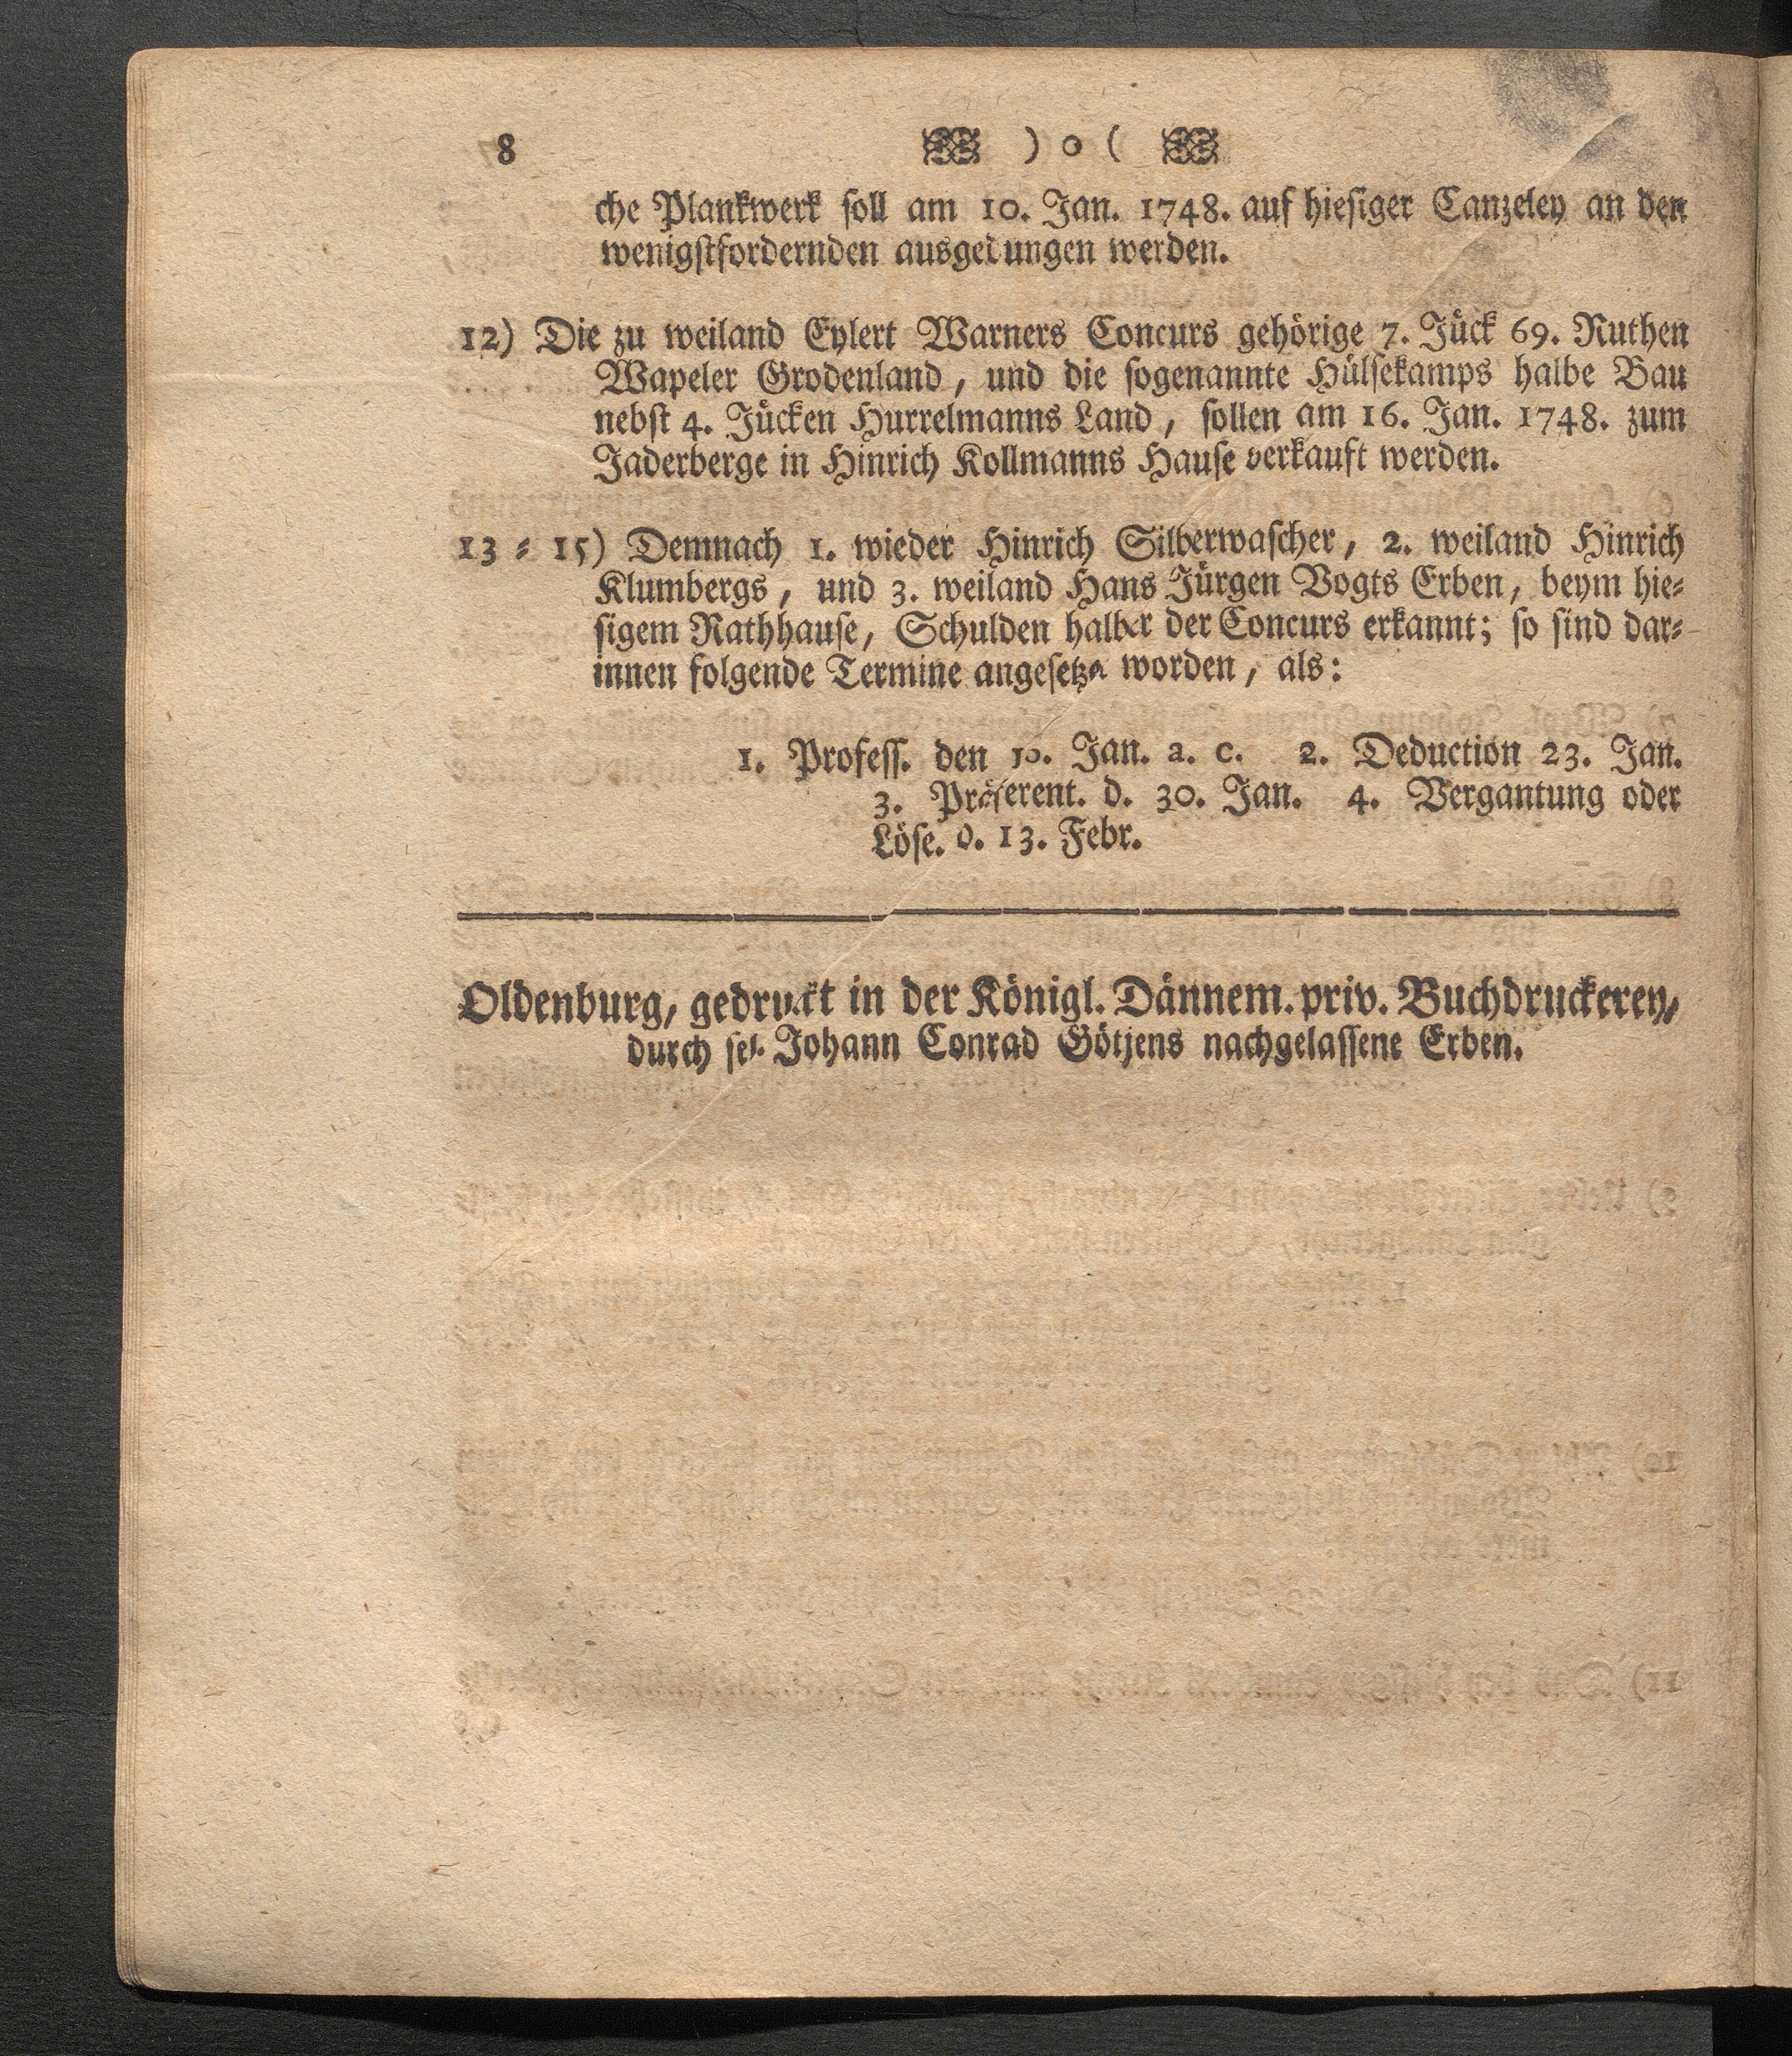 8 ) o (
che Plankwerk soll am 10. Jan. 1748. auf hiesiger Canzeley an den
wenigstfordernden ausgedungen werden.
12) Die zu weiland Eylert Warners Concurs gehörige 7. Jück 69. Ruthen
Wapeler Grodenland, und die sogenannte Hülsekamps halbe Bau
nebst 4. Jücken Hurrelmanns Land, sollen am 16. Jan. 1748. zum
Jaderberge in Hinrich Kollmanns Hause verkauft werden.
13 = 15) Demnach 1. wieder Hinrich Silberwascher, 2. weiland Hinrich
Klumbergs, und 3. weiland Hans Jürgen Vogts Erben, beym hie=
sigem Rathhause, Schulden halber der Concurs erkannt; so sind dar=
innen folgende Termine angesetzet worden, als:
1. Profess. den 10. Jan. a. c. 2. Deduction 23. Jan.
3. Präferent. d. 30. Jan. 4. Vergantung oder
Löse. d. 13. Febr.
Oldenburg, gedruckt in der Königl. Dännem. priv. Buchdruckerey,
durch sel. Johann Conrad Götjens nachgelassene Erben.